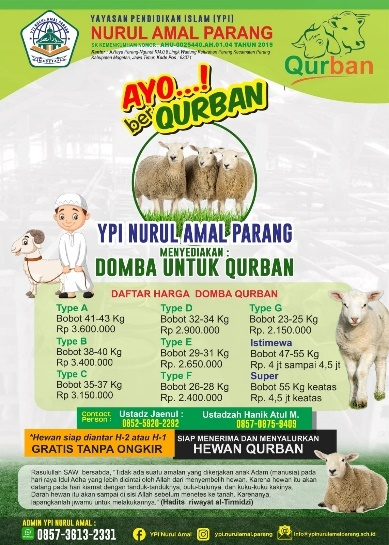 YAYASAN PENDIDIKAN ISLAM (YPI)
NURUL AMAL PARANG
SK KEMENKUMHAM NOMOR: AHU-0025440.AH.01.04 TAHUN 2015
Kabupaten Magetan, Jawa Timur Kode Pos : 63371
Qurban
AYO...!
ber QURBAN
YPI NURUL AMAL PARANG
MENYEDIAKAN :
DOMBA UNTUK QURBAN
DAFTAR HARGA DOMBA QURBAN
Type A
Bobot 41-43 Kg
Rp 3.600.000
Type B
Bobot 38-40 Kg
Rp 3.400.000
Type C
Bobot 35-37 Kg
Rp 3.150.000
Type D
Bobot 32-34 Kg
Rp 2.900.000
Type E
Bobot 29-31 Kg
Rp 2.650.000
Type F
Bobot 26-28 Kg
Rp 2.400.000
Type G
Bobot 23-25 Kg
Rp 2.150.000
Istimewa
Bobot 47-55 Kg
Rp. 4 jt sampai 4,5 jt
Super
Bobot 55 Kg keatas
Rp. 4,5 jt keatas
Contact Person :
Ustadz Jaenul :
0852-5820-2282
Ustadzah Hanik Atul M.
0857-0875-9409
*Hewan siap diantar H-2 atau H-1
GRATIS TANPA ONGKIR
SIAP MENERIMA DAN MENYALURKAN
HEWAN QURBAN
Rasulullah SAW bersabda, "Tidak ada suatu amalan yang dikerjakan anak Adam (manusia) pada
hari raya Idul Adha yang lebih dicintai oleh Allah dari menyembelih hewan. Karena hewan itu akan
datang pada hari kiamat dengan tanduk-tanduknya, bulu-bulunya, dan kuku-kuku kakinya.
Darah hewan itu akan sampai di sisi Allah sebelum menetes ke tanah. Karenanya,
lapangkanlah jiwamu untuk melakukannya." (Hadits riwayat al-Tirmidzi)
ADMIN YPI NURUL AMAL :
0857-3613-2331
YPI Nurul Amal
ypinurulamalparang
info@ypinurulamalparang.sch.id